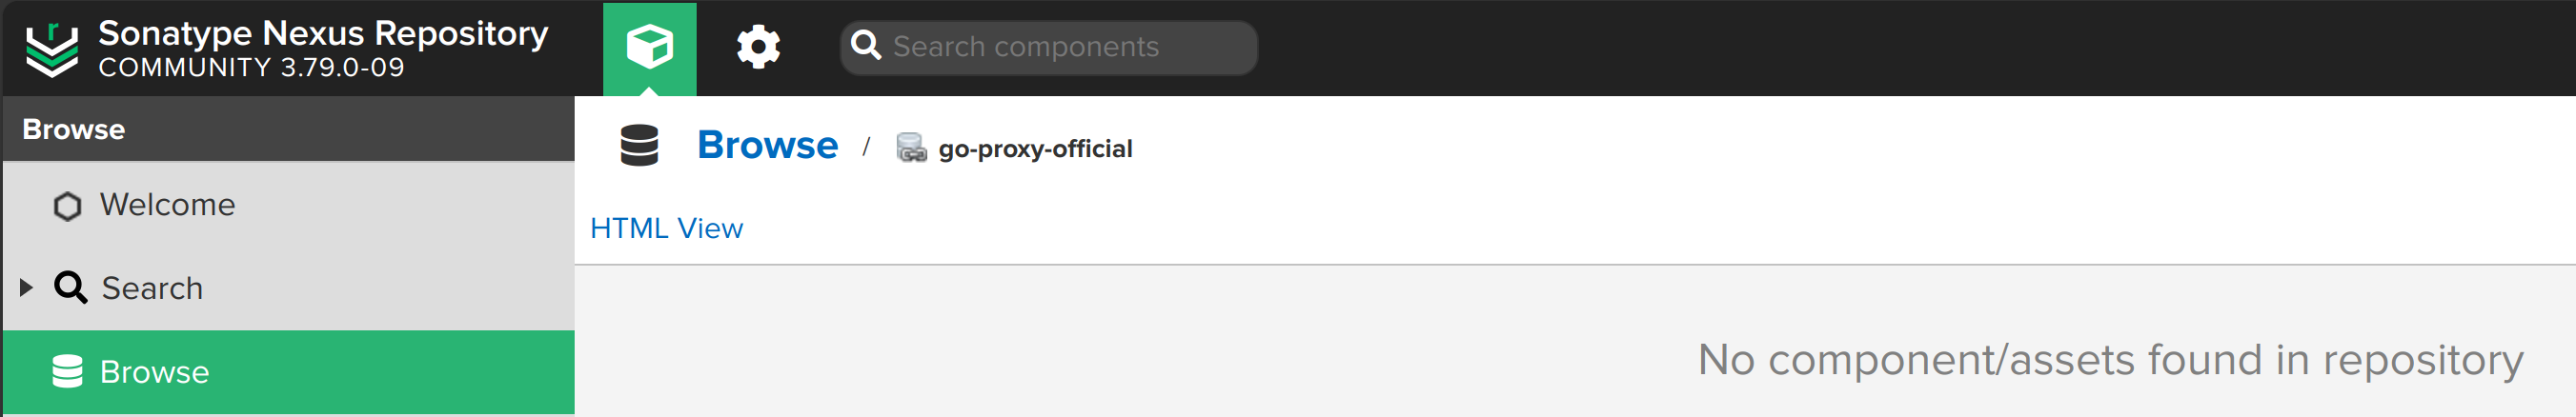 Sonatype Nexus Repository
COMMUNITY 3.79.0-09
Search components
Browse
Welcome
Search
Browse
Browse / go-proxy-official
HTML View
No component/assets found in repository